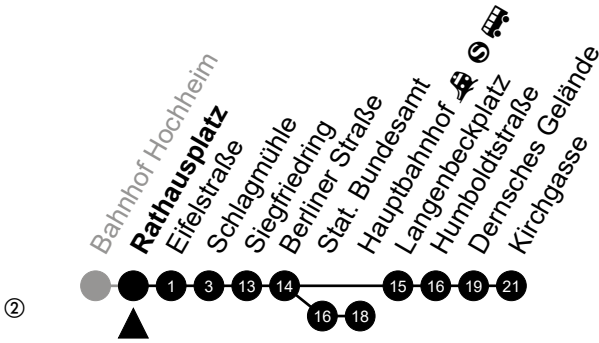 Bahnhof Hochheim
Rathausplatz
Eifelstraße
Schlagmühle
Siegfriedring
Berliner Straße
Stat. Bundesamt
Hauptbahnhof S
Langenbeckplatz
Humboldtstraße
Dernsches Gelände
Kirchgasse
1 3 13 14 15 16 19 21
② 16 18